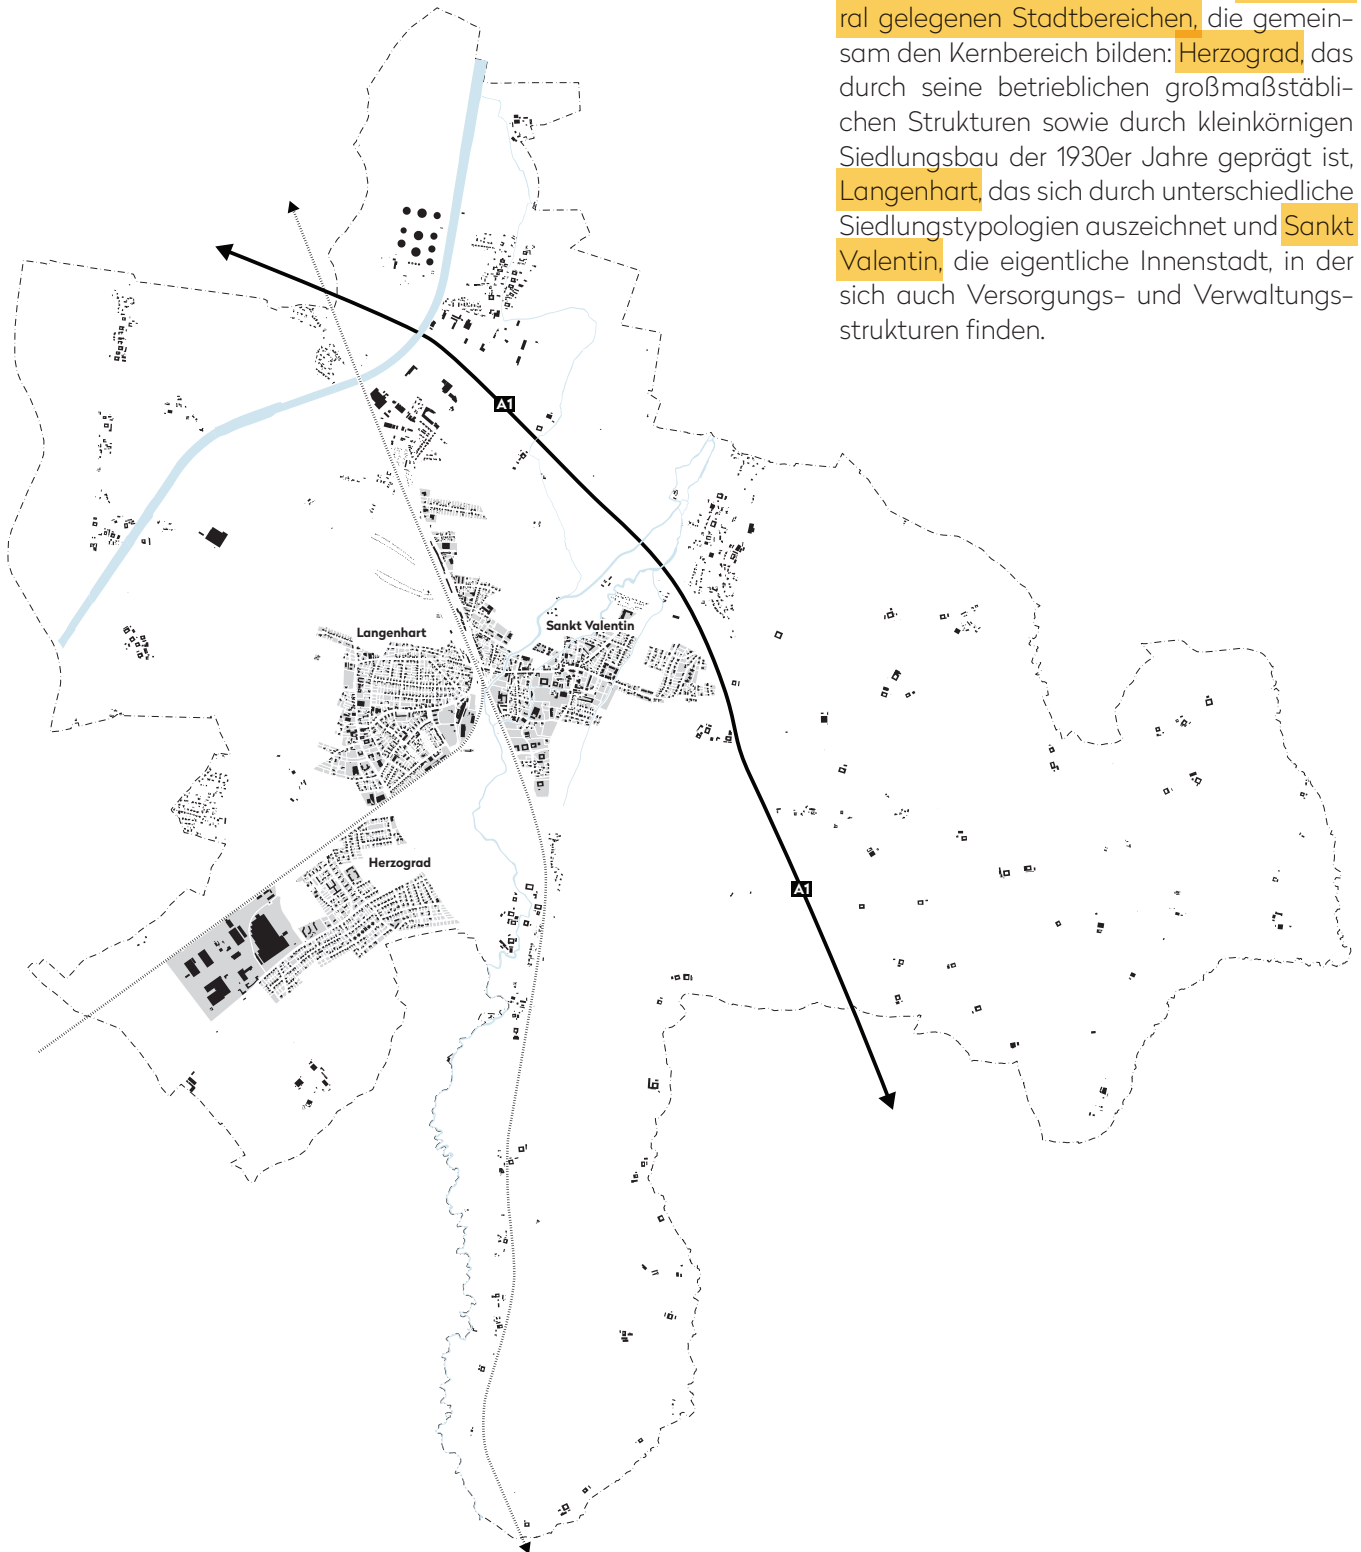 ral gelegenen Stadtbereichen, die gemein-
sam den Kernbereich bilden: Herzograd, das
durch seine betrieblichen großmaßstäbli-
chen Strukturen sowie durch kleinkörnigen
Siedlungsbau der 1930er Jahre geprägt ist,
Langenhart, das sich durch unterschiedliche
Siedlungstypologien auszeichnet und Sankt
Valentin, die eigentliche Innenstadt, in der
sich auch Versorgungs- und Verwaltungs-
strukturen finden.
A1
Sankt Valentin
Langenhart
Herzograd
A1